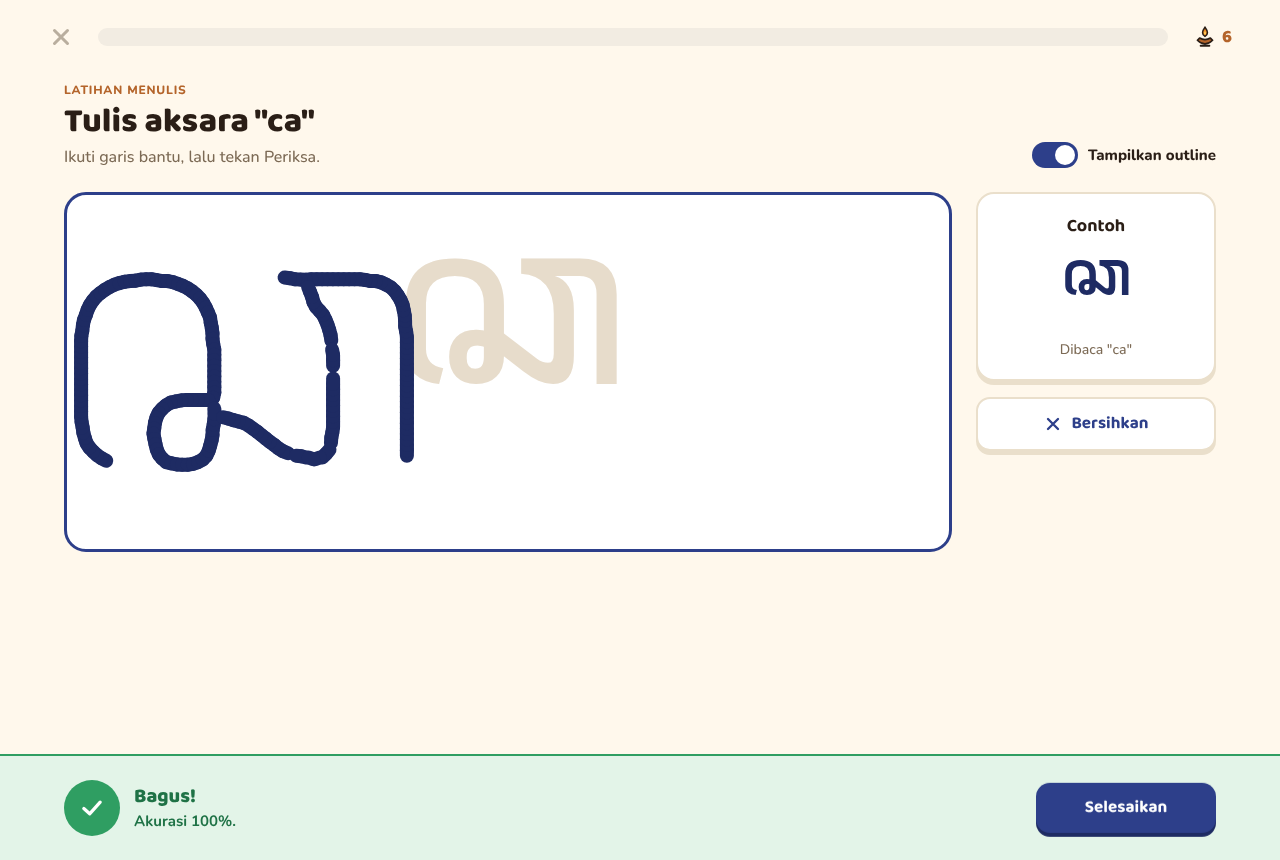 6
LATIHAN MENULIS
Tulis aksara "ca"
Ikuti garis bantu, lalu tekan Periksa.
Tampilkan outline
ꦕ
ꦕ
Contoh
ꦕ
Dibaca "ca"
Bersihkan
Bagus!
Akurasi 100%.
Selesaikan